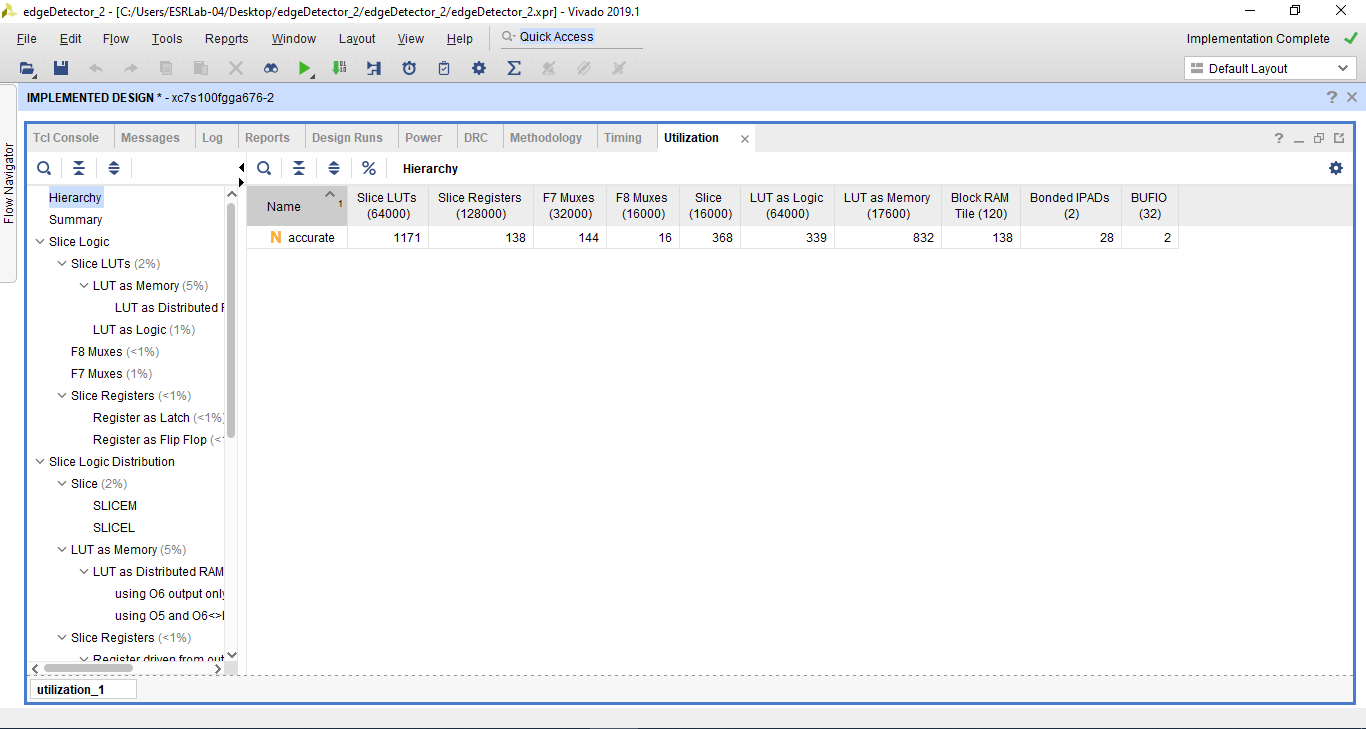 edgeDetector_2 - [C:/Users/ESRLab-04/Desktop/edgeDetector_2/edgeDetector_2/edgeDetector_2.xpr] - Vivado 2019.1
File Edit Flow Tools Reports Window Layout View Help Quick Access Implementation Complete
Default Layout
IMPLEMENTED DESIGN * - xc7s100fgga676-2
Flow Navigator
Tcl Console Messages Log Reports Design Runs Power DRC Methodology Timing Utilization
Hierarchy
Hierarchy
Summary
Slice Logic
Slice LUTs (2%)
LUT as Memory (5%)
LUT as Distributed
LUT as Logic (1%)
F8 Muxes (<1%)
F7 Muxes (1%)
Slice Registers (<1%)
Register as Latch (<1%)
Register as Flip Flop (<
Slice Logic Distribution
Slice (2%)
SLICEM
SLICEL
LUT as Memory (5%)
LUT as Distributed RAM
using O6 output only
using O5 and O6<>
Slice Registers (<1%)
Register driven from out
Name 1 Slice LUTs (64000) Slice Registers (128000) F7 Muxes (32000) F8 Muxes (16000) Slice (16000) LUT as Logic (64000) LUT as Memory (17600) Block RAM Tile (120) Bonded IPADs (2) BUFIO (32)
N accurate 1171 138 144 16 368 339 832 138 28 2
utilization_1